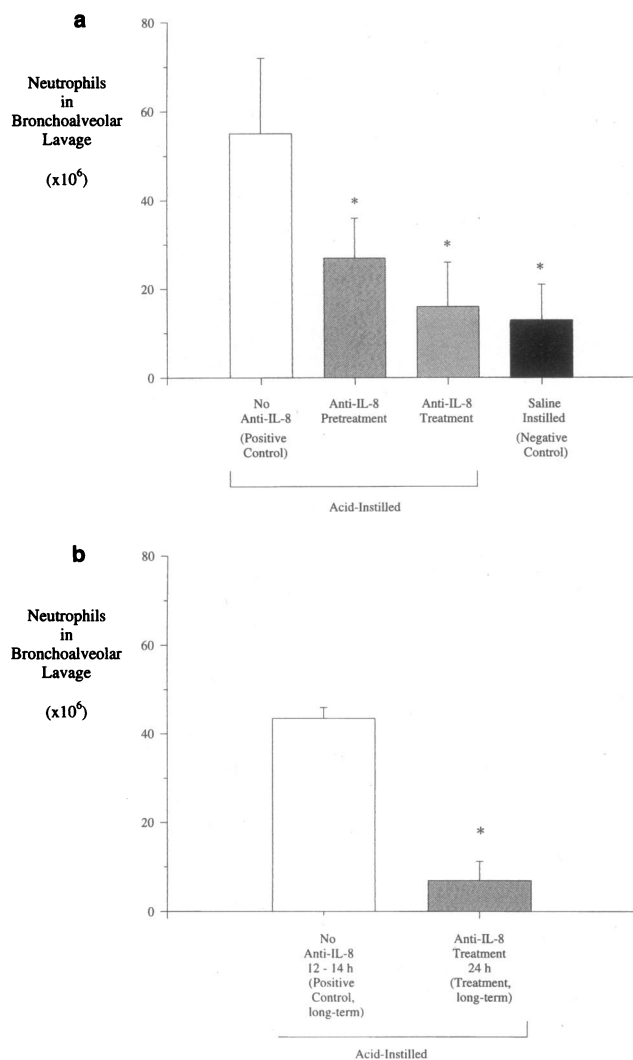 a
Neutrophils
in
Bronchoalveolar
Lavage
(x10⁶)
80
60
40
20
0
*
*
*
No
Anti-IL-8
(Positive
Control)
Anti-IL-8
Pretreatment
Anti-IL-8
Treatment
Saline
Instilled
(Negative
Control)
Acid-Instilled
b
Neutrophils
in
Bronchoalveolar
Lavage
(x10⁶)
80
60
40
20
0
*
No
Anti-IL-8
12 - 14 h
(Positive
Control,
long-term)
Anti-IL-8
Treatment
24 h
(Treatment,
long-term)
Acid-Instilled